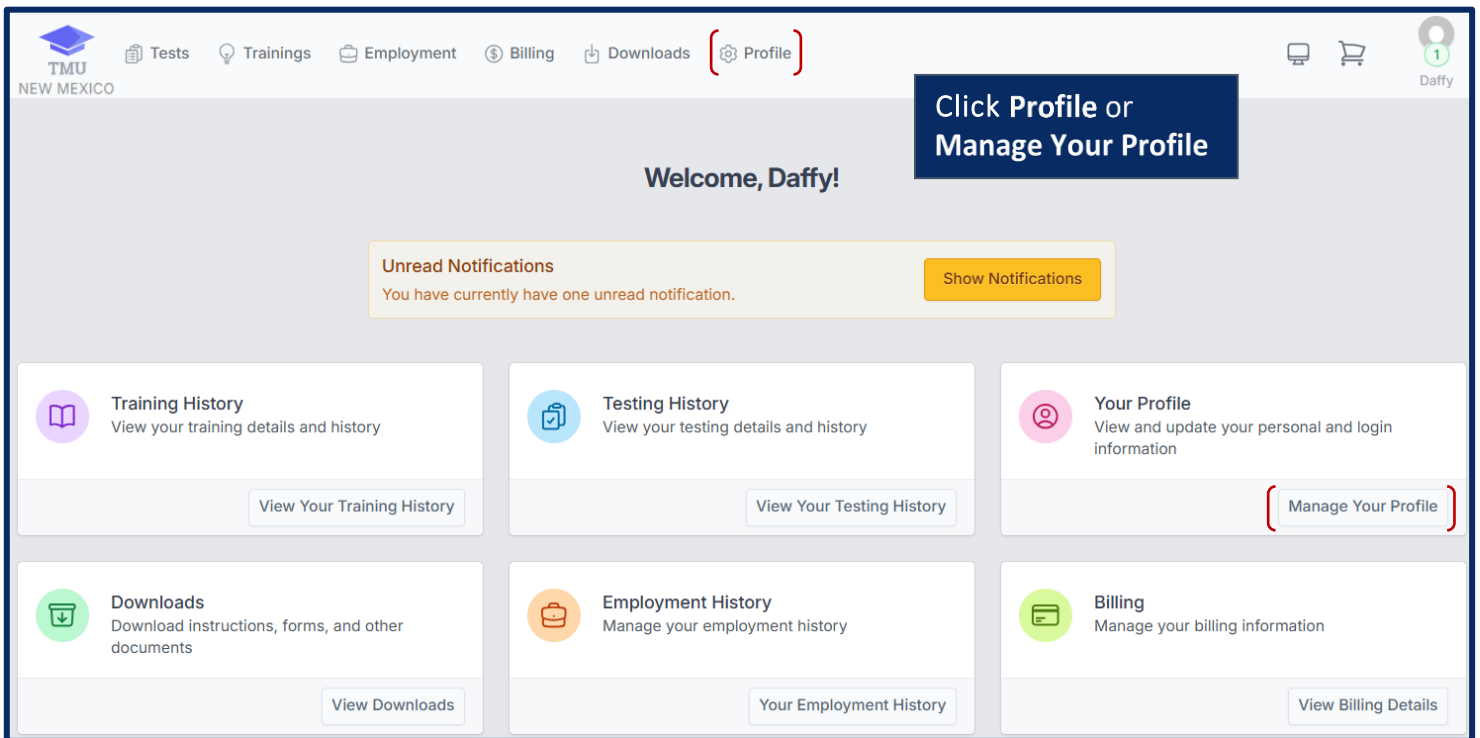 TMU
NEW MEXICO
Tests
Trainings
Employment
Billing
Downloads
Profile
1
Daffy
Click Profile or
Manage Your Profile
Welcome, Daffy!
Unread Notifications
You have currently have one unread notification.
Show Notifications
Training History
View your training details and history
View Your Training History
Testing History
View your testing details and history
View Your Testing History
Your Profile
View and update your personal and login
information
Manage Your Profile
Downloads
Download instructions, forms, and other
documents
View Downloads
Employment History
Manage your employment history
Your Employment History
Billing
Manage your billing information
View Billing Details